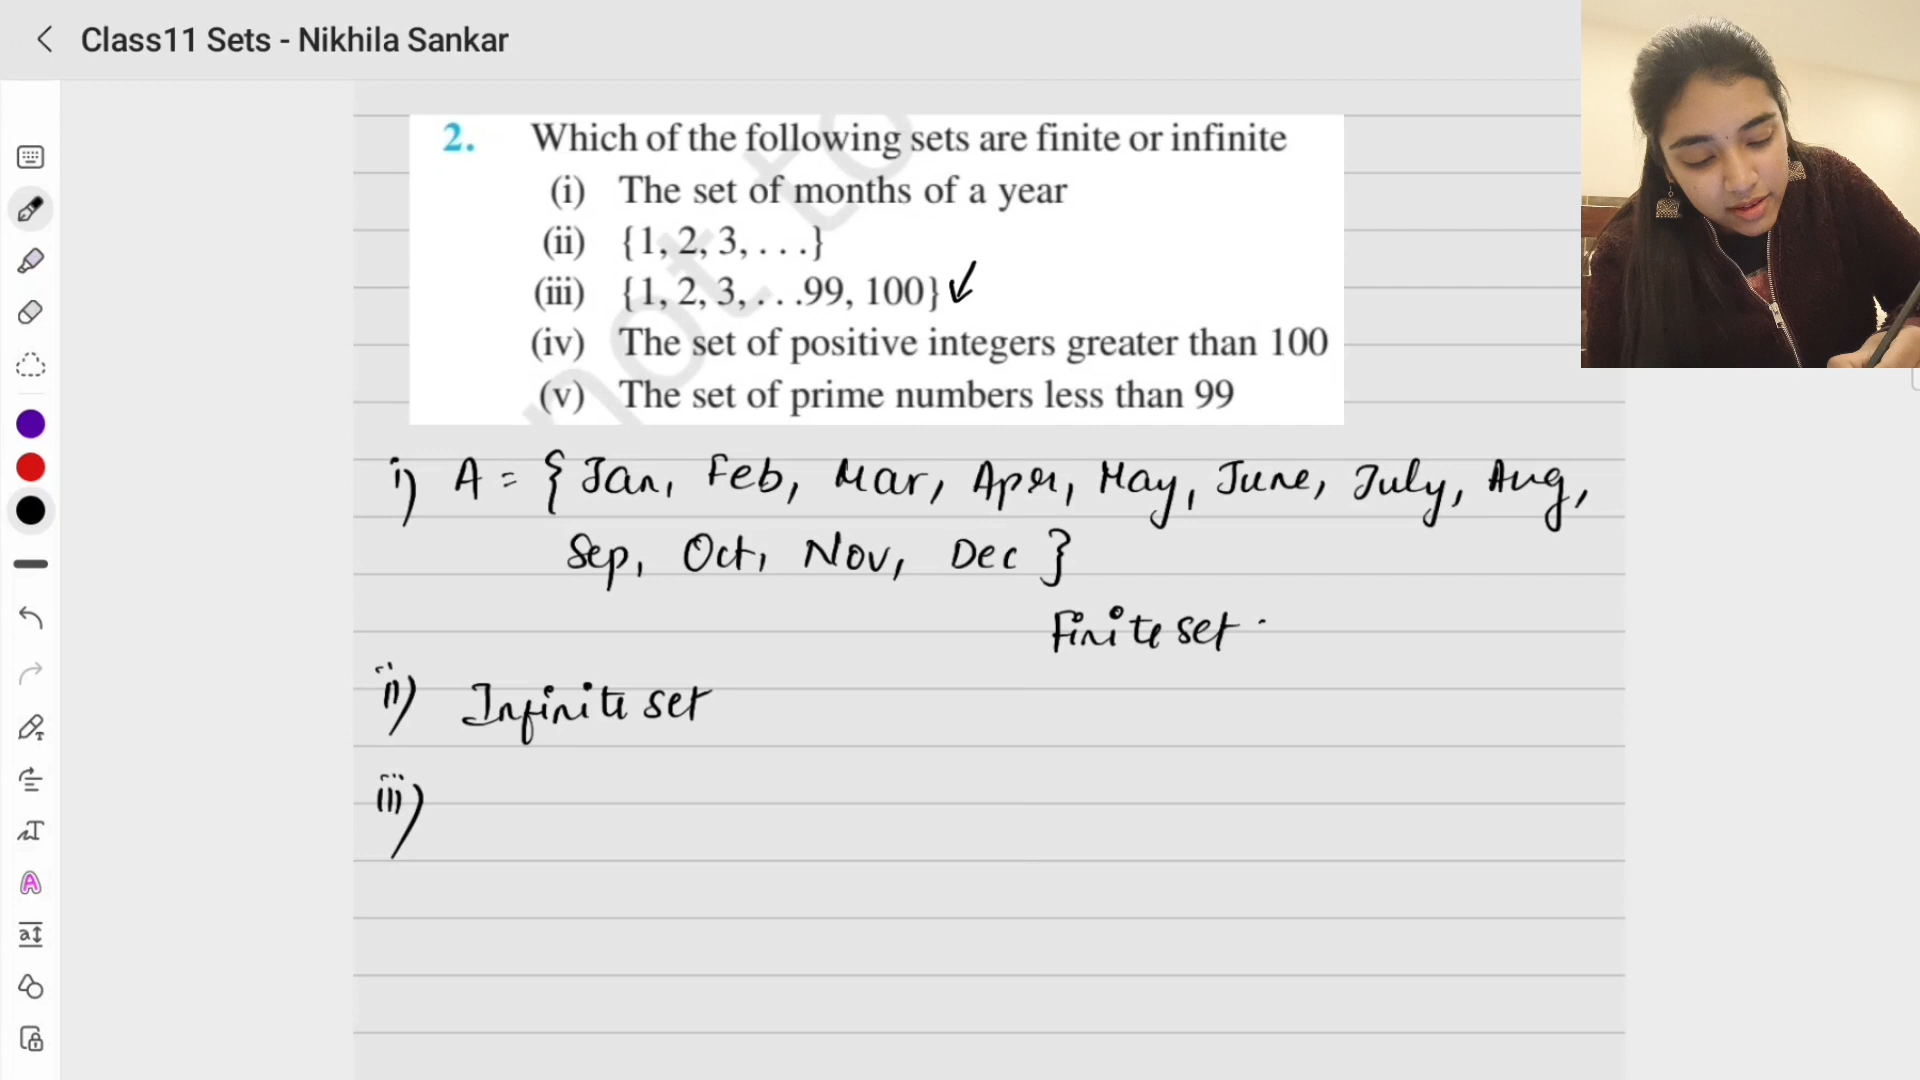 Class11 Sets - Nikhila Sankar
2. Which of the following sets are finite or infinite
(i) The set of months of a year
(ii) {1, 2, 3, . . .}
(iii) {1, 2, 3, . . .99, 100}
(iv) The set of positive integers greater than 100
(v) The set of prime numbers less than 99
not to
i) A = { Jan, Feb, Mar, Apr, May, June, July, Aug,
Sep, Oct, Nov, Dec }
Finite set .
ii) Infinite set
iii)